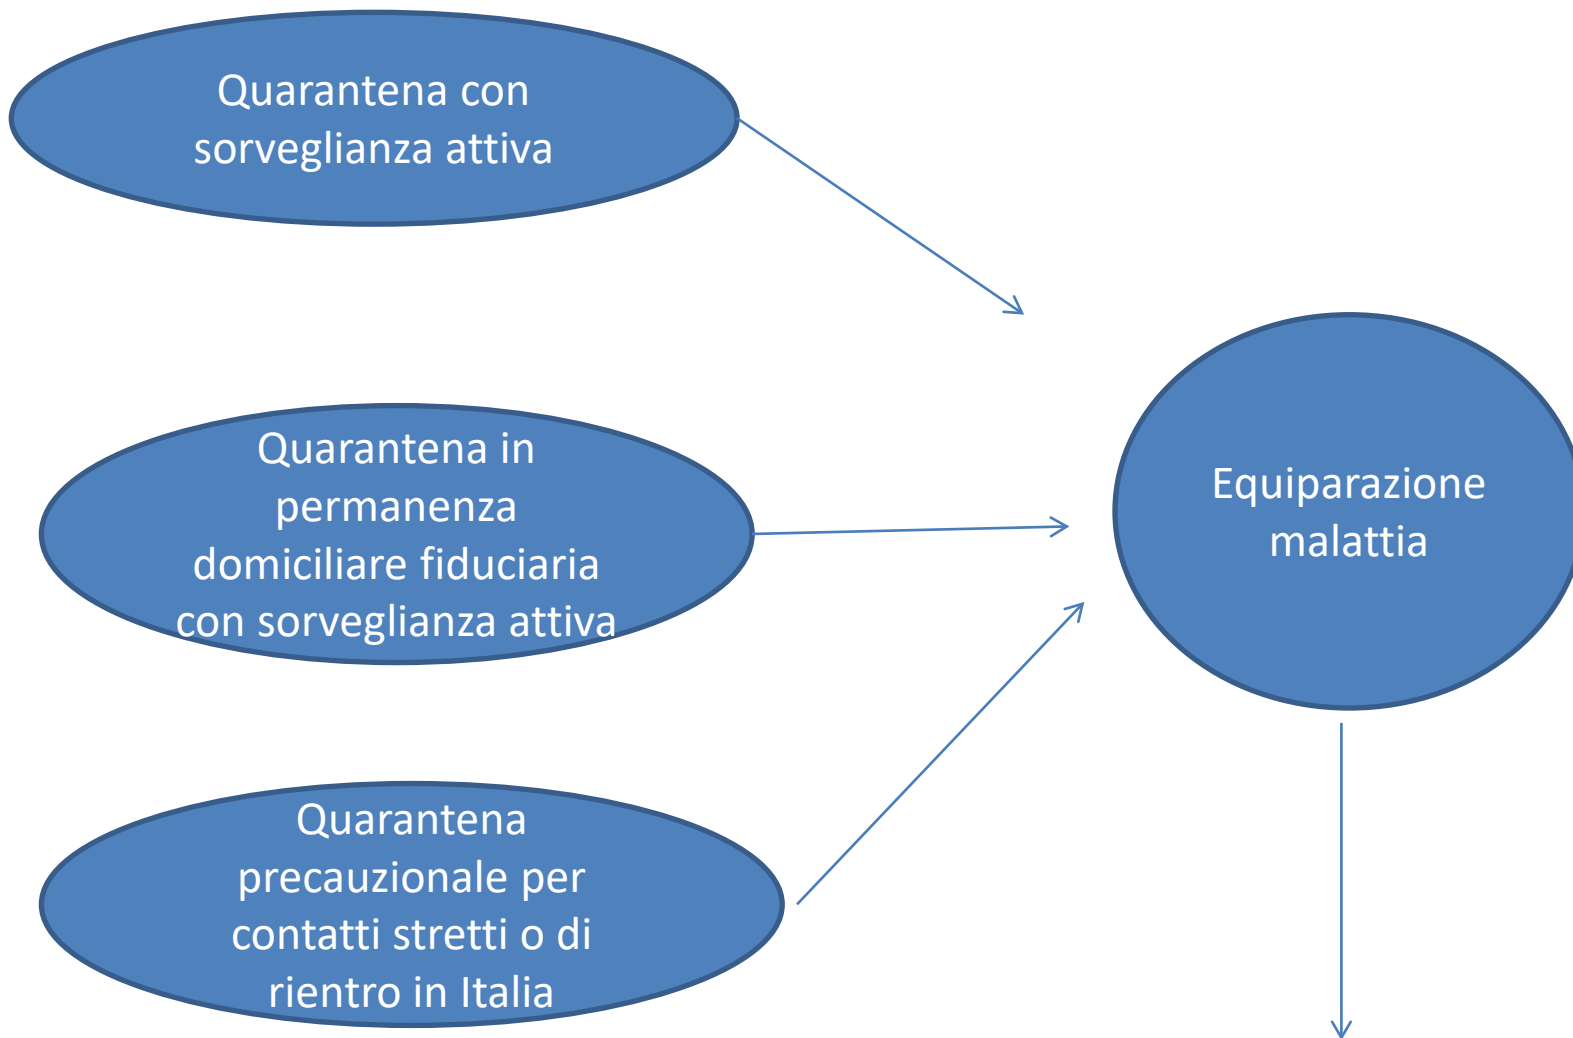 Quarantena con
sorveglianza attiva
Quarantena in
permanenza
domiciliare fiduciaria
con sorveglianza attiva
Quarantena
precauzionale per
contatti stretti o di
rientro in Italia
Equiparazione
malattia